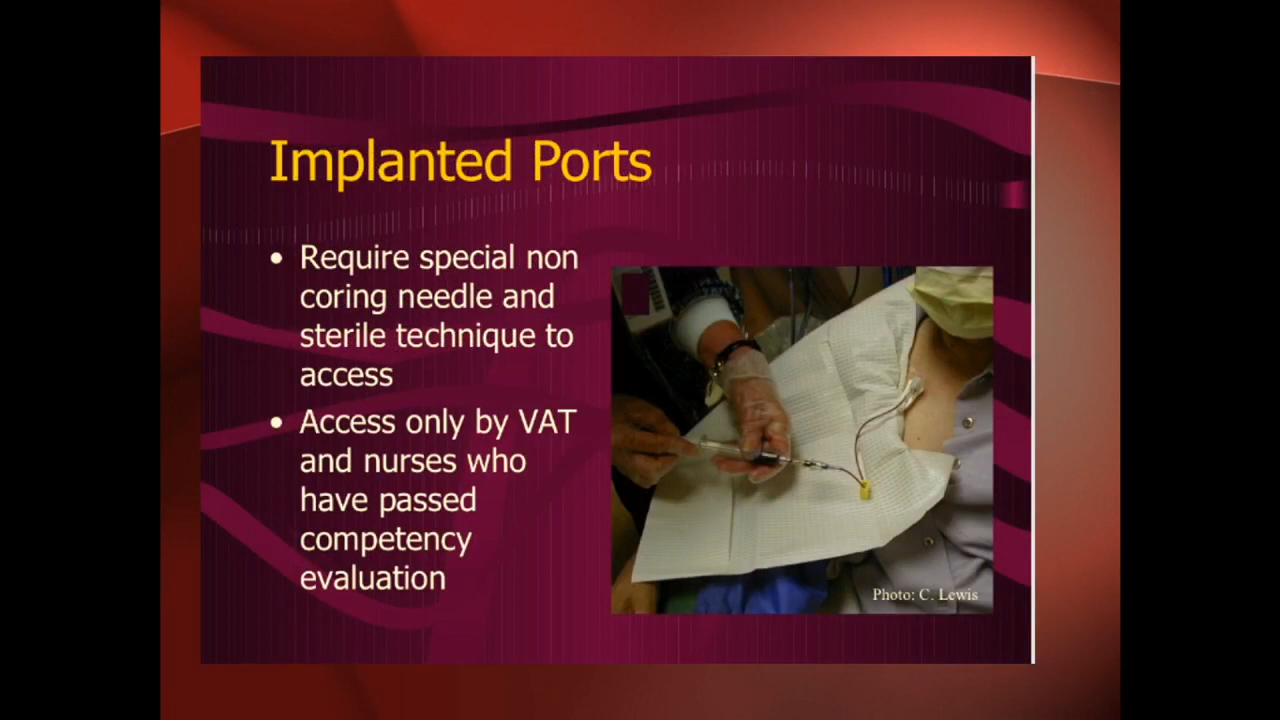 Implanted Ports
• Require special non
coring needle and
sterile technique to
access
• Access only by VAT
and nurses who
have passed
competency
evaluation
Photo: C. Lewis